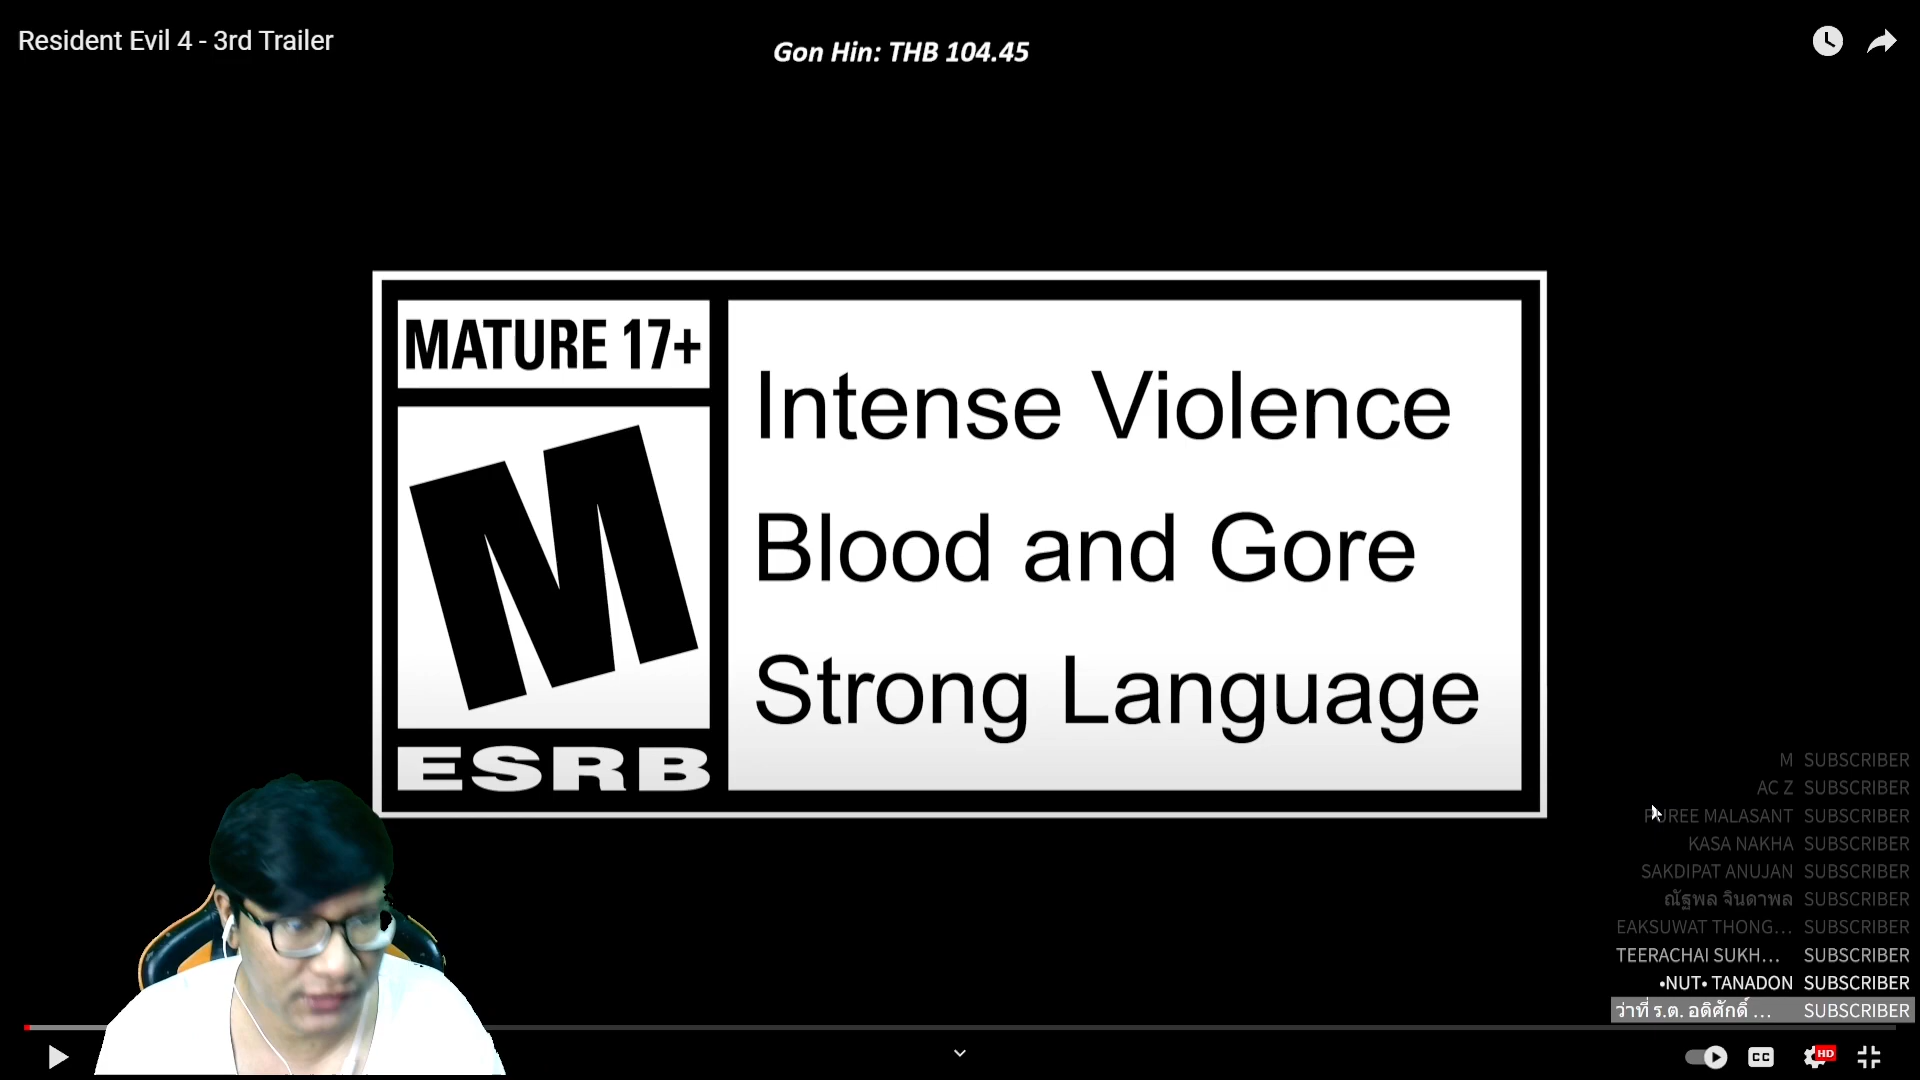 Resident Evil 4 - 3rd Trailer
Gon Hin: THB 104.45
MATURE 17+
M
ESRB
Intense Violence
Blood and Gore
Strong Language
M SUBSCRIBER
AC Z SUBSCRIBER
PUREE MALASANT SUBSCRIBER
KASA NAKHA SUBSCRIBER
SAKDIPAT ANUJAN SUBSCRIBER
ณัฐพล จินดาพล SUBSCRIBER
EAKSUWAT THONG... SUBSCRIBER
TEERACHAI SUKH... SUBSCRIBER
•NUT• TANADON SUBSCRIBER
ว่าที่ ร.ต. อดิศักดิ์ ... SUBSCRIBER
CC
HD